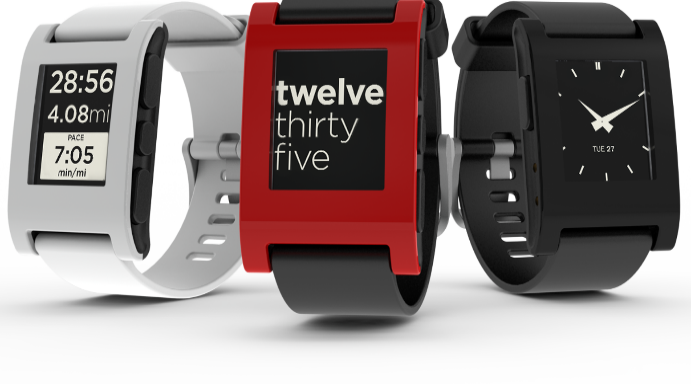 28:56
4.08mi
PACE
7:05
min/mi
twelve
thirty
five
TUE 27